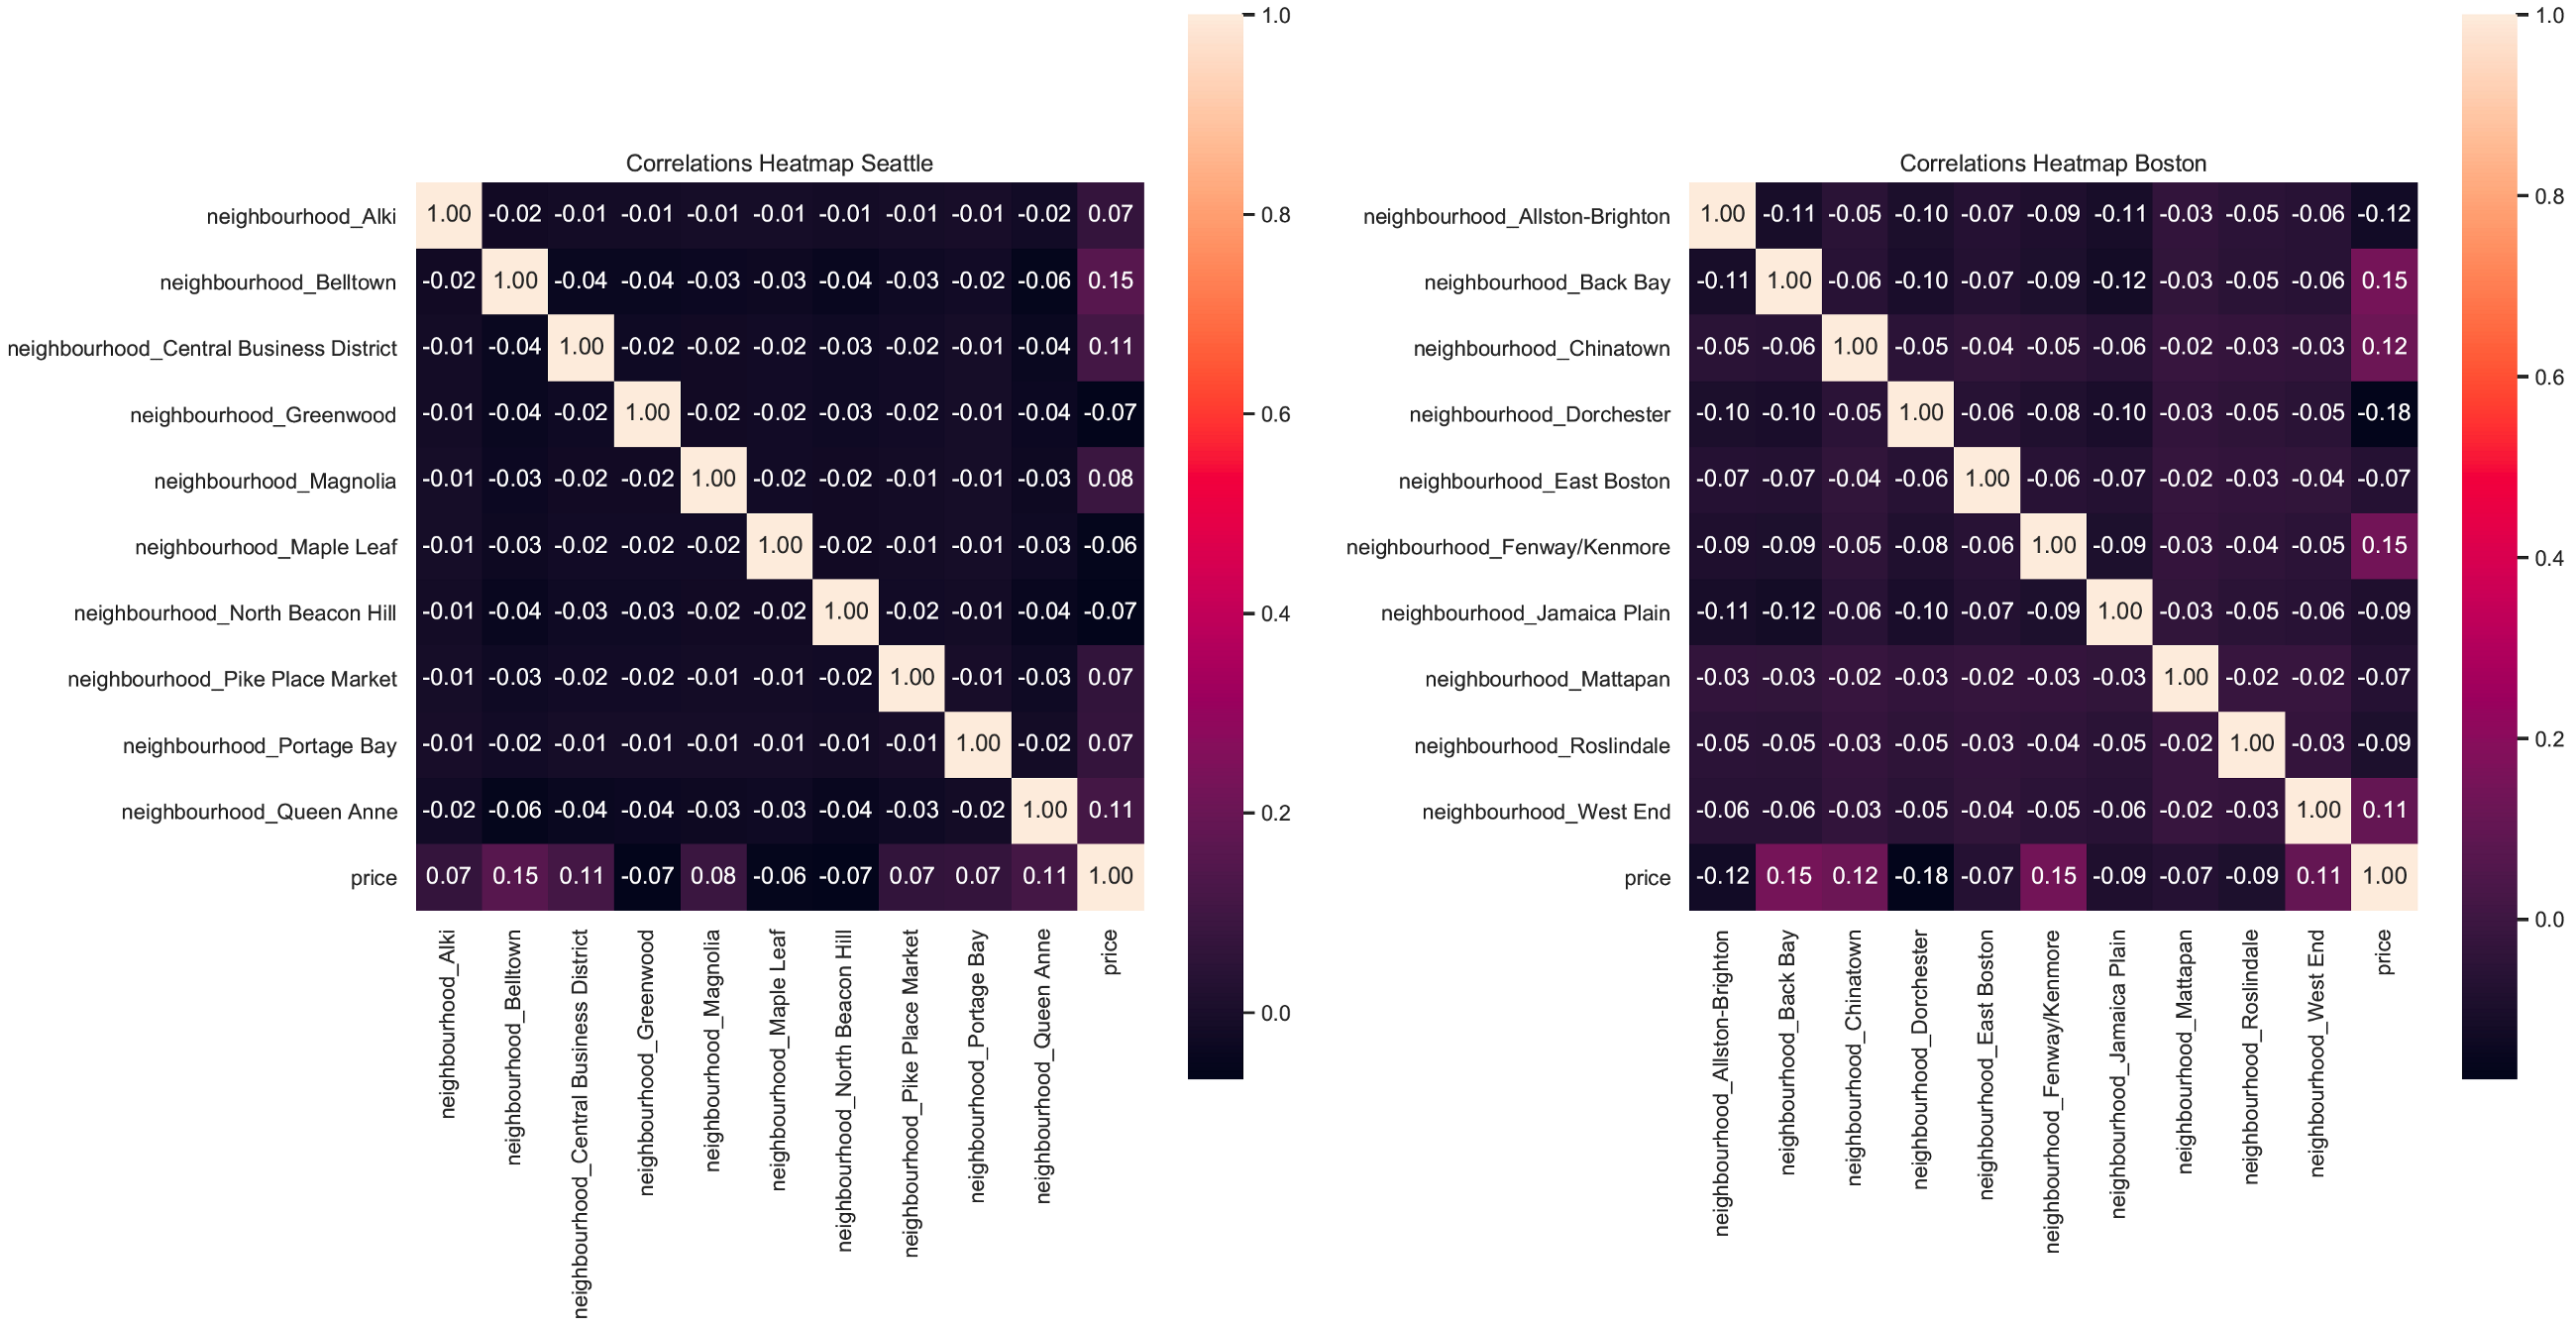 Correlations Heatmap Seattle
neighbourhood_Alki 1.00 -0.02 -0.01 -0.01 -0.01 -0.01 -0.01 -0.01 -0.01 -0.02 0.07
neighbourhood_Belltown -0.02 1.00 -0.04 -0.04 -0.03 -0.03 -0.04 -0.03 -0.02 -0.06 0.15
neighbourhood_Central Business District -0.01 -0.04 1.00 -0.02 -0.02 -0.02 -0.03 -0.02 -0.01 -0.04 0.11
neighbourhood_Greenwood -0.01 -0.04 -0.02 1.00 -0.02 -0.02 -0.03 -0.02 -0.01 -0.04 -0.07
neighbourhood_Magnolia -0.01 -0.03 -0.02 -0.02 1.00 -0.02 -0.02 -0.01 -0.01 -0.03 0.08
neighbourhood_Maple Leaf -0.01 -0.03 -0.02 -0.02 -0.02 1.00 -0.02 -0.01 -0.01 -0.03 -0.06
neighbourhood_North Beacon Hill -0.01 -0.04 -0.03 -0.03 -0.02 -0.02 1.00 -0.02 -0.01 -0.04 -0.07
neighbourhood_Pike Place Market -0.01 -0.03 -0.02 -0.02 -0.01 -0.01 -0.02 1.00 -0.01 -0.03 0.07
neighbourhood_Portage Bay -0.01 -0.02 -0.01 -0.01 -0.01 -0.01 -0.01 -0.01 1.00 -0.02 0.07
neighbourhood_Queen Anne -0.02 -0.06 -0.04 -0.04 -0.03 -0.03 -0.04 -0.03 -0.02 1.00 0.11
price 0.07 0.15 0.11 -0.07 0.08 -0.06 -0.07 0.07 0.07 0.11 1.00
neighbourhood_Alki
neighbourhood_Belltown
neighbourhood_Central Business District
neighbourhood_Greenwood
neighbourhood_Magnolia
neighbourhood_Maple Leaf
neighbourhood_North Beacon Hill
neighbourhood_Pike Place Market
neighbourhood_Portage Bay
neighbourhood_Queen Anne
price
1.0
0.8
0.6
0.4
0.2
0.0
Correlations Heatmap Boston
neighbourhood_Allston-Brighton 1.00 -0.11 -0.05 -0.10 -0.07 -0.09 -0.11 -0.03 -0.05 -0.06 -0.12
neighbourhood_Back Bay -0.11 1.00 -0.06 -0.10 -0.07 -0.09 -0.12 -0.03 -0.05 -0.06 0.15
neighbourhood_Chinatown -0.05 -0.06 1.00 -0.05 -0.04 -0.05 -0.06 -0.02 -0.03 -0.03 0.12
neighbourhood_Dorchester -0.10 -0.10 -0.05 1.00 -0.06 -0.08 -0.10 -0.03 -0.05 -0.05 -0.18
neighbourhood_East Boston -0.07 -0.07 -0.04 -0.06 1.00 -0.06 -0.07 -0.02 -0.03 -0.04 -0.07
neighbourhood_Fenway/Kenmore -0.09 -0.09 -0.05 -0.08 -0.06 1.00 -0.09 -0.03 -0.04 -0.05 0.15
neighbourhood_Jamaica Plain -0.11 -0.12 -0.06 -0.10 -0.07 -0.09 1.00 -0.03 -0.05 -0.06 -0.09
neighbourhood_Mattapan -0.03 -0.03 -0.02 -0.03 -0.02 -0.03 -0.03 1.00 -0.02 -0.02 -0.07
neighbourhood_Roslindale -0.05 -0.05 -0.03 -0.05 -0.03 -0.04 -0.05 -0.02 1.00 -0.03 -0.09
neighbourhood_West End -0.06 -0.06 -0.03 -0.05 -0.04 -0.05 -0.06 -0.02 -0.03 1.00 0.11
price -0.12 0.15 0.12 -0.18 -0.07 0.15 -0.09 -0.07 -0.09 0.11 1.00
neighbourhood_Allston-Brighton
neighbourhood_Back Bay
neighbourhood_Chinatown
neighbourhood_Dorchester
neighbourhood_East Boston
neighbourhood_Fenway/Kenmore
neighbourhood_Jamaica Plain
neighbourhood_Mattapan
neighbourhood_Roslindale
neighbourhood_West End
price
1.0
0.8
0.6
0.4
0.2
0.0